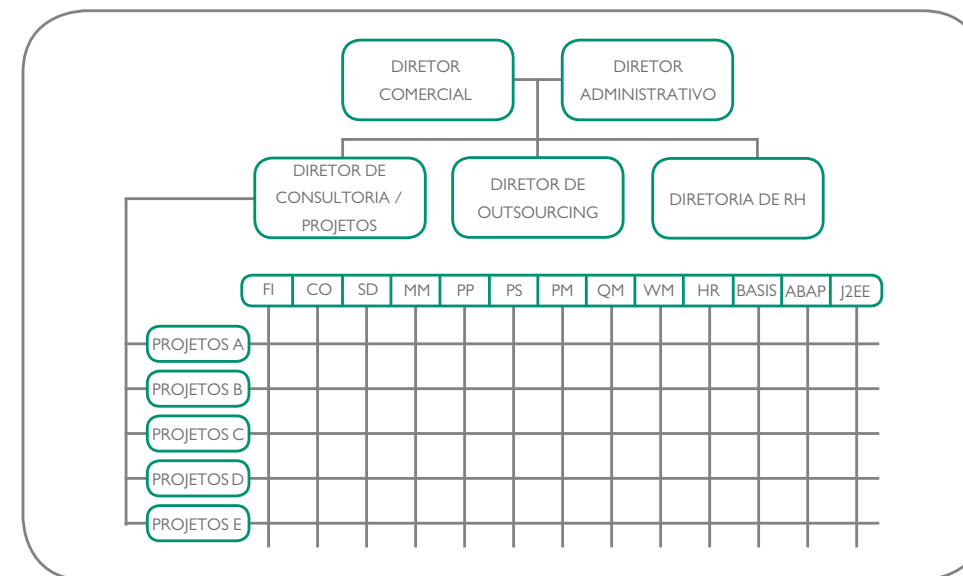 DIRETOR
COMERCIAL
DIRETOR
ADMINISTRATIVO
DIRETOR DE
CONSULTORIA /
PROJETOS
DIRETOR DE
OUTSOURCING
DIRETORIA DE RH
FI CO SD MM PP PS PM QM WM HR BASIS ABAP J2EE
PROJETOS A
PROJETOS B
PROJETOS C
PROJETOS D
PROJETOS E